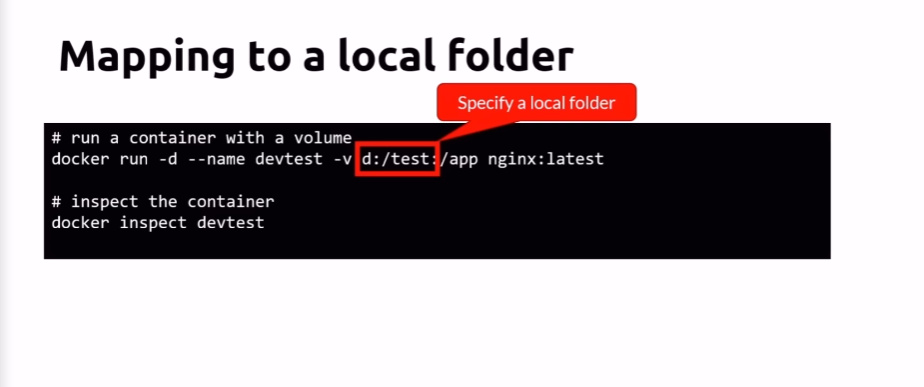 Mapping to a local folder
Specify a local folder
# run a container with a volume
docker run -d --name devtest -v d:/test:/app nginx:latest
# inspect the container
docker inspect devtest